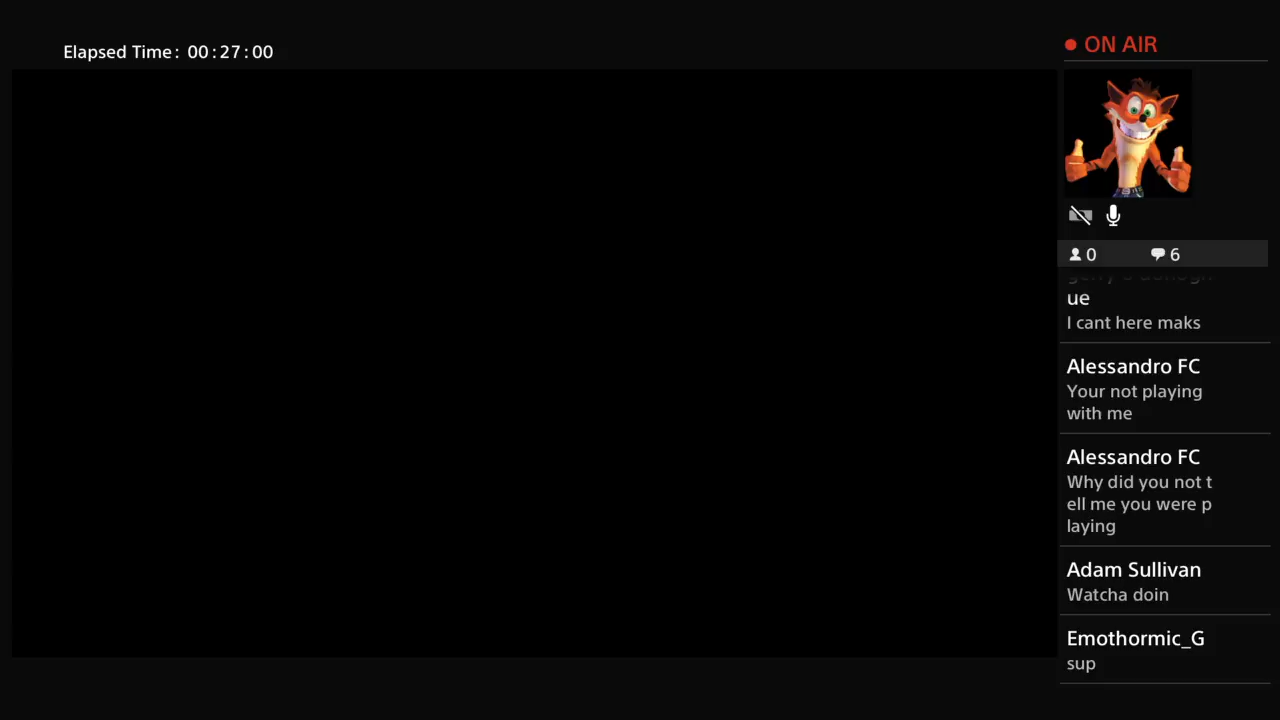 Elapsed Time: 00:27:00
ON AIR
0
6
ue
I cant here maks
Alessandro FC
Your not playing
with me
Alessandro FC
Why did you not t
ell me you were p
laying
Adam Sullivan
Watcha doin
Emothormic_G
sup